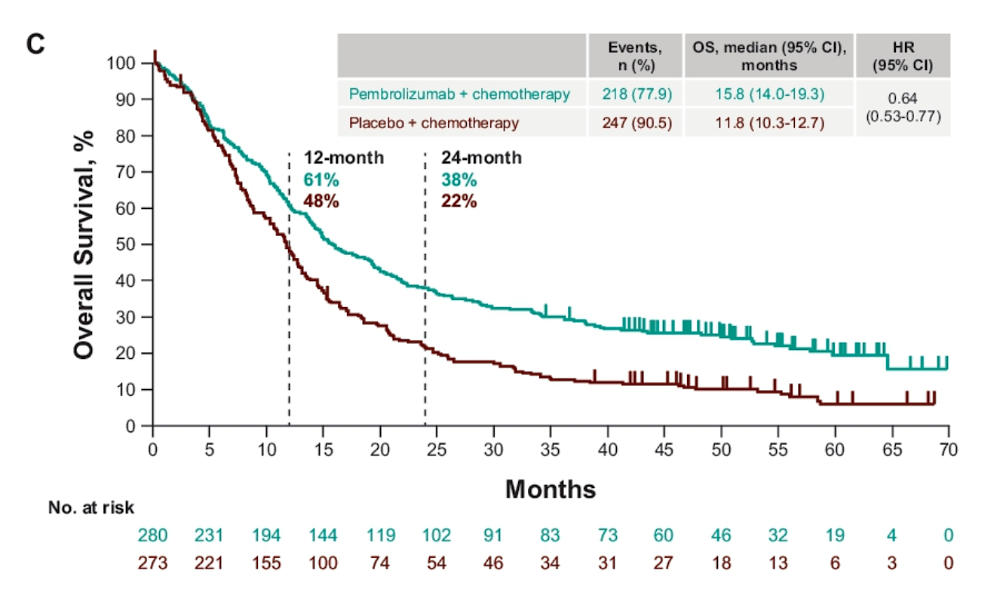 C
Events, n (%)
OS, median (95% CI), months
HR (95% CI)
Pembrolizumab + chemotherapy 218 (77.9) 15.8 (14.0-19.3)
0.64 (0.53-0.77)
Placebo + chemotherapy 247 (90.5) 11.8 (10.3-12.7)
12-month
61%
48%
24-month
38%
22%
Overall Survival, %
100
90
80
70
60
50
40
30
20
10
0
0 5 10 15 20 25 30 35 40 45 50 55 60 65 70
Months
No. at risk
280 231 194 144 119 102 91 83 73 60 46 32 19 4 0
273 221 155 100 74 54 46 34 31 27 18 13 6 3 0